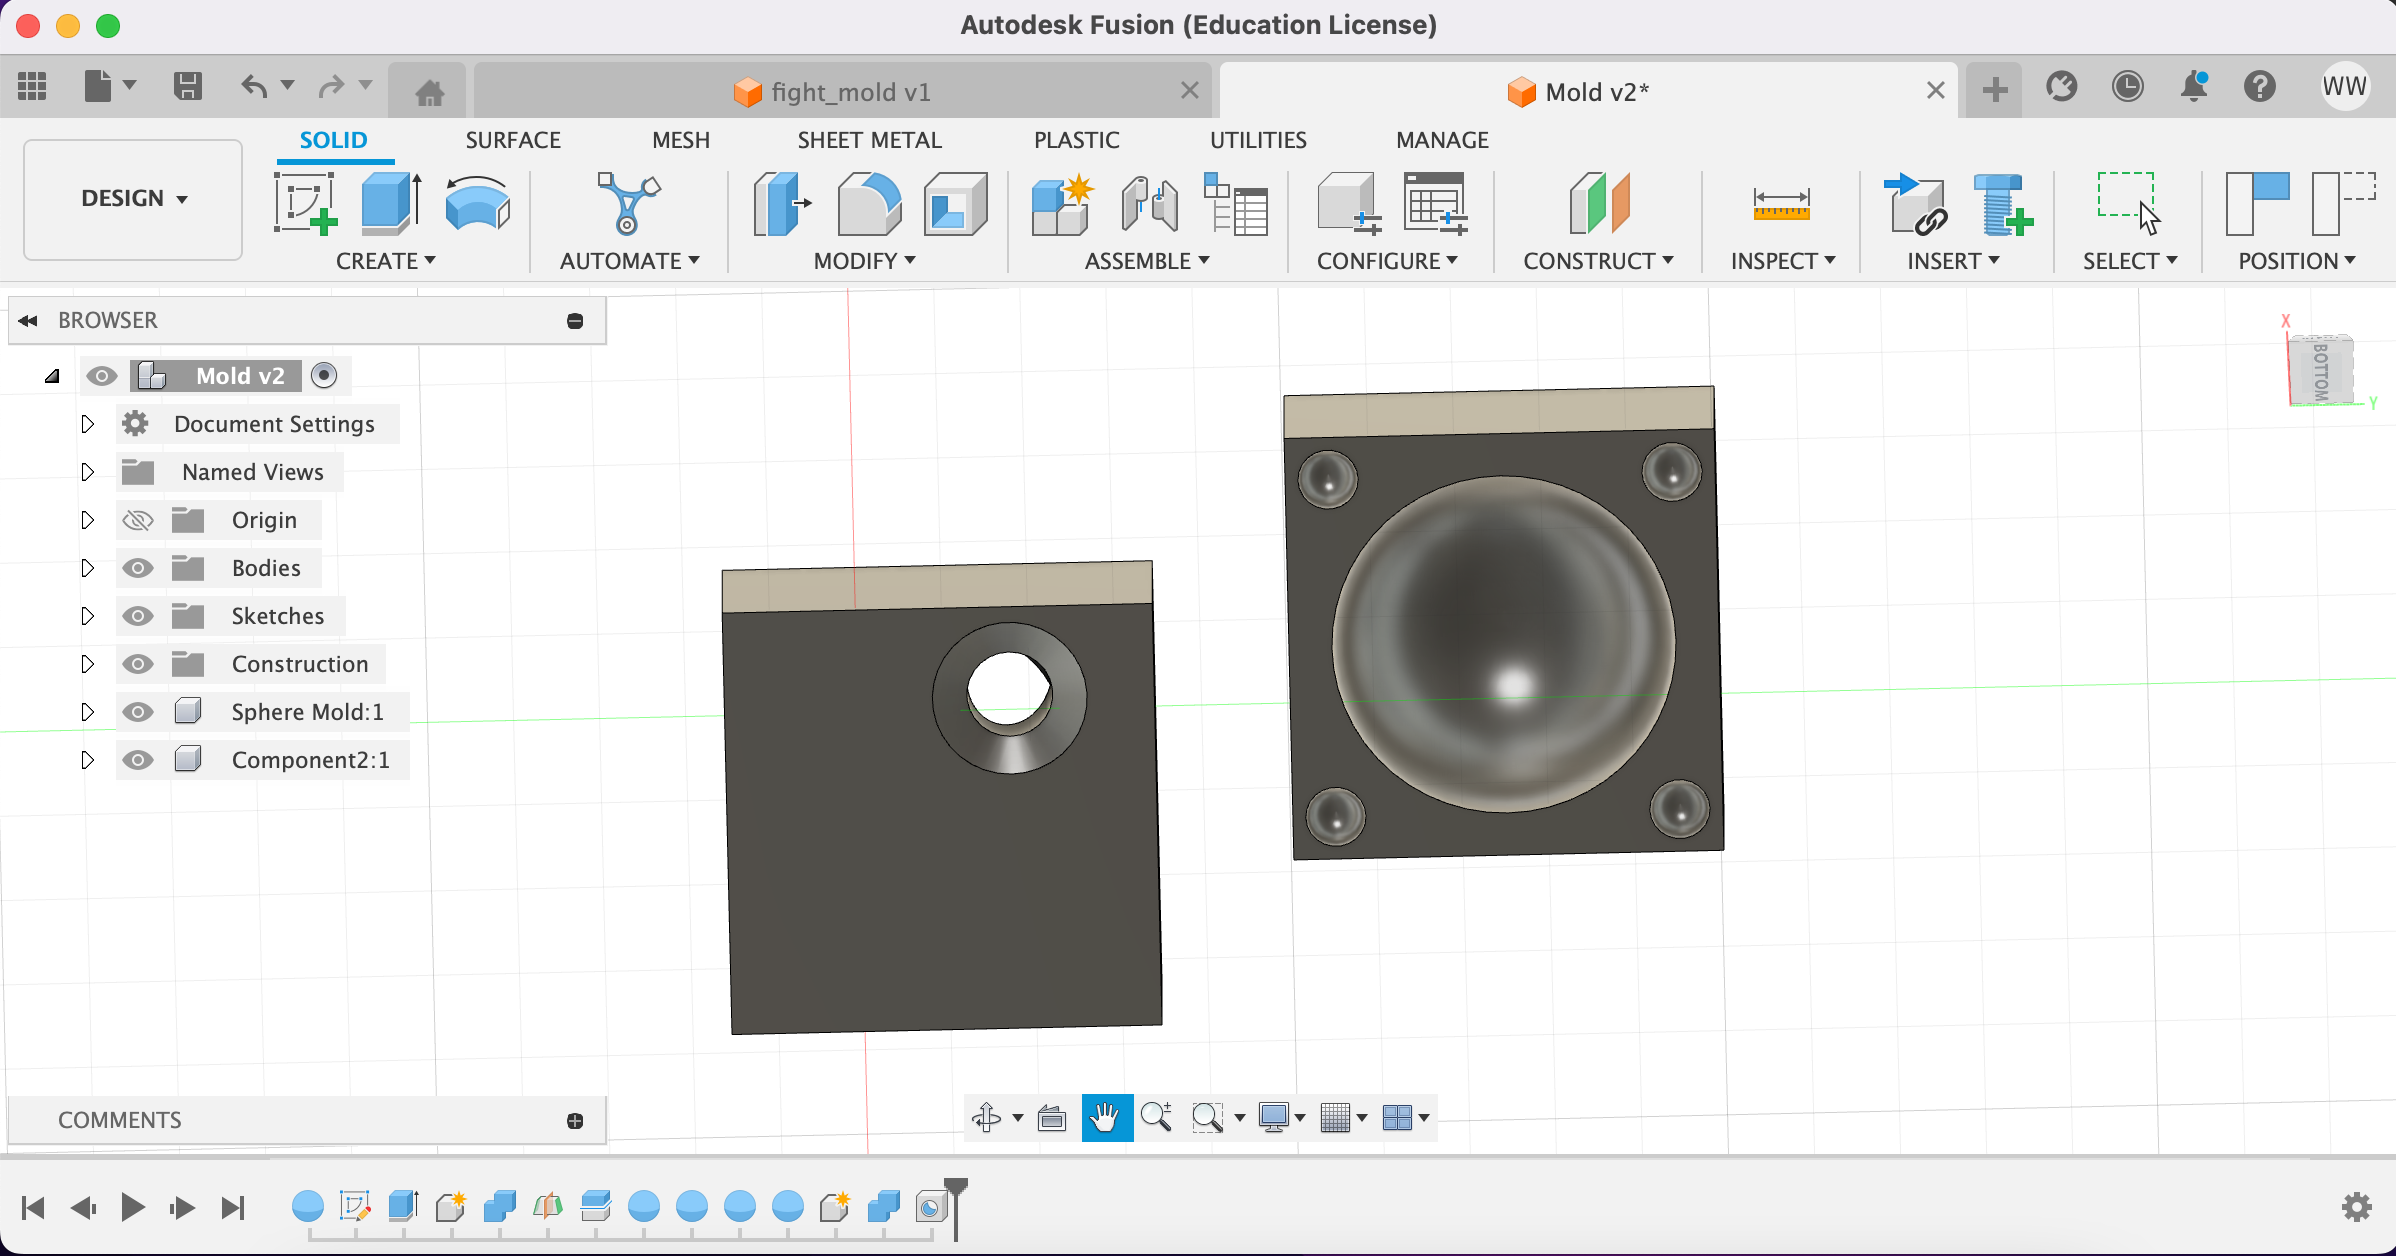 Autodesk Fusion (Education License)
fight_mold v1
Mold v2*
WW
DESIGN
SOLID
SURFACE
MESH
SHEET METAL
PLASTIC
UTILITIES
MANAGE
CREATE
AUTOMATE
MODIFY
ASSEMBLE
CONFIGURE
CONSTRUCT
INSPECT
INSERT
SELECT
POSITION
BROWSER
Mold v2
Document Settings
Named Views
Origin
Bodies
Sketches
Construction
Sphere Mold:1
Component2:1
X
BOTTOM
Y
COMMENTS